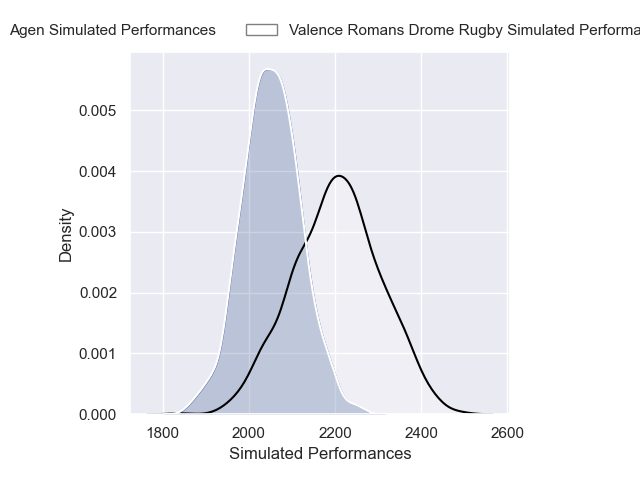 Agen Simulated Performances
Valence Romans Drome Rugby Simulated Performa
0.005
0.004
0.003
0.002
0.001
0.000
Density
1800
2000
2200
2400
2600
Simulated Performances